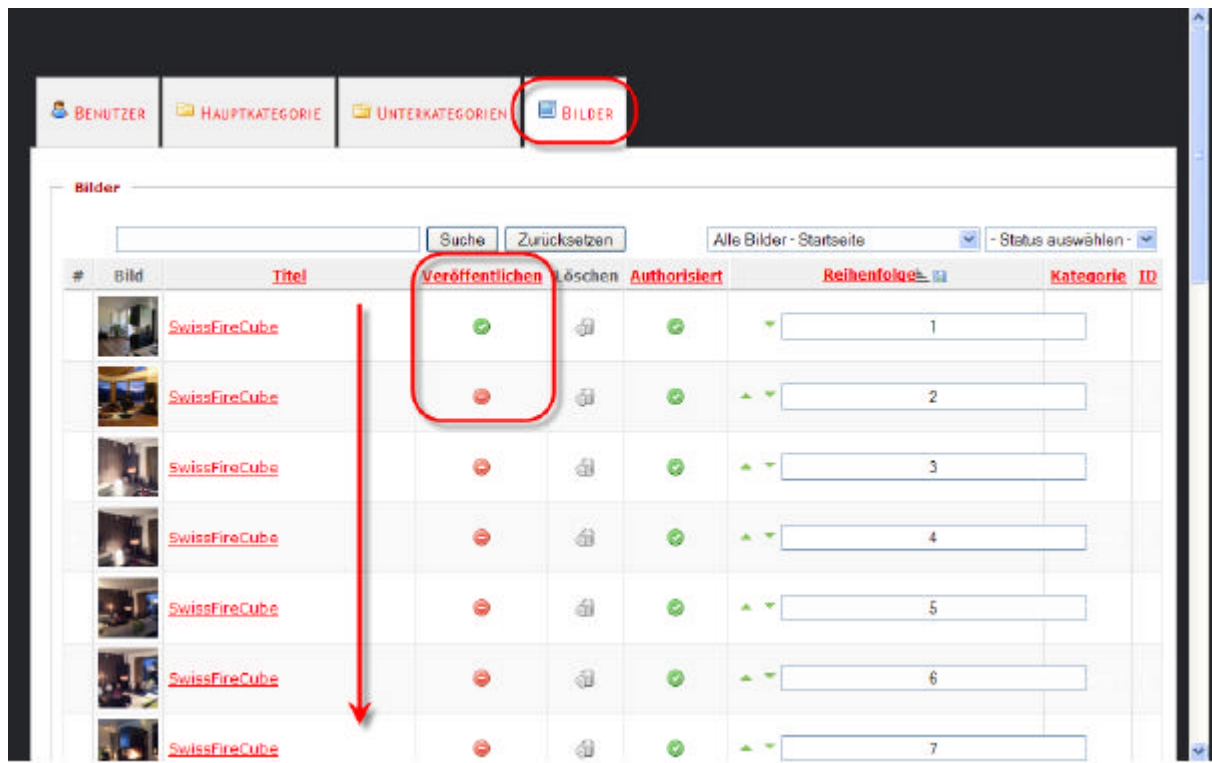 BENUTZER HAUPTKATEGORIE UNTERKATEGORIEN BILDER
Bilder
Suche Zurücksetzen Alle Bilder - Startseite - Status auswählen -
# Bild Titel Veröffentlichen Löschen Authorisiert Reihenfolge Kategorie ID
SwissFireCube 1
SwissFireCube 2
SwissFireCube 3
SwissFireCube 4
SwissFireCube 5
SwissFireCube 6
SwissFireCube 7